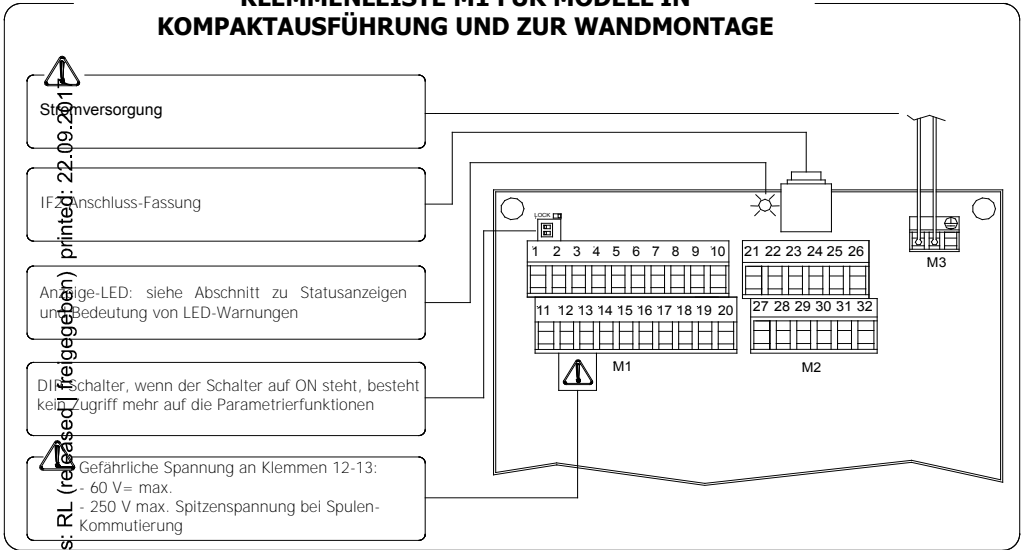 KLEMMENLEISTE M1 FÜR MODELL IN
KOMPAKTAUSFÜHRUNG UND ZUR WANDMONTAGE
Stromversorgung
IF2 Anschluss-Fassung
Anzeige-LED: siehe Abschnitt zu Statusanzeigen
und Bedeutung von LED-Warnungen
DIP Schalter, wenn der Schalter auf ON steht, besteht
kein Zugriff mehr auf die Parametrierfunktionen
Gefährliche Spannung an Klemmen 12-13:
- 60 V= max.
- 250 V max. Spitzenspannung bei Spulen-
Kommutierung
s: RL (released | freigegeben) printed: 22.09.2017
LOCK
1 2 3 4 5 6 7 8 9 10
11 12 13 14 15 16 17 18 19 20
M1
21 22 23 24 25 26
27 28 29 30 31 32
M2
M3